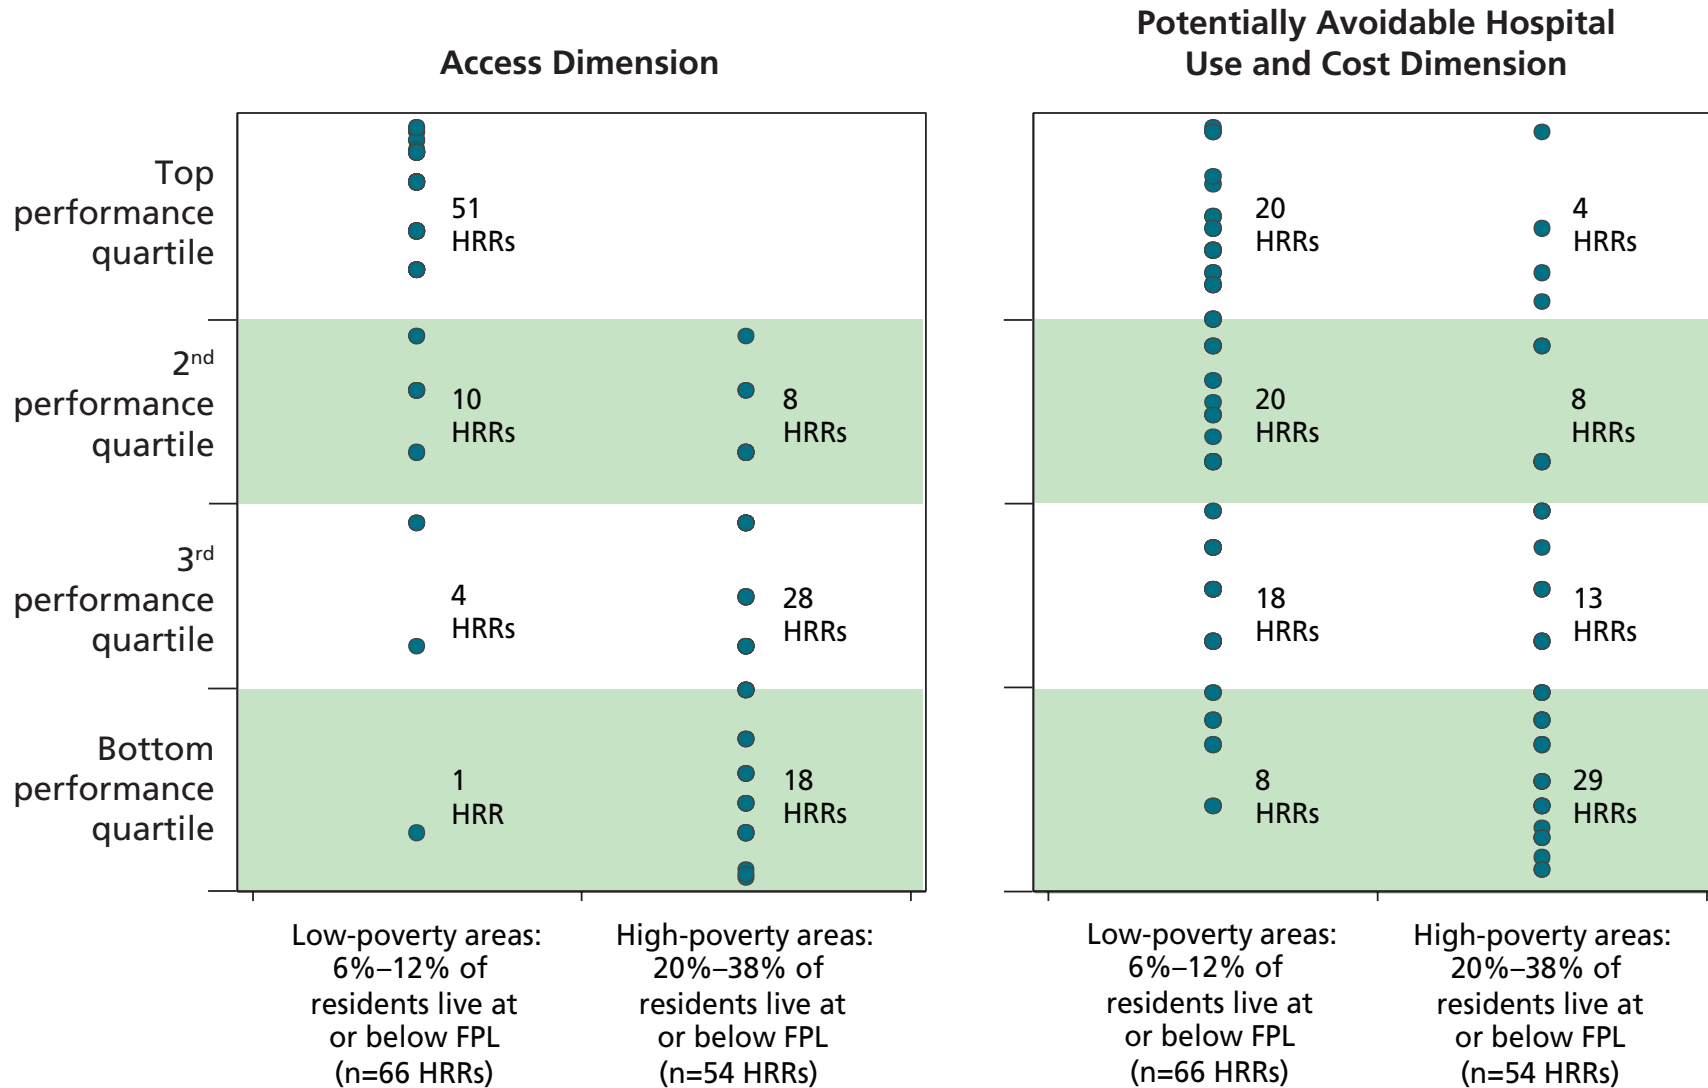 Access Dimension
Potentially Avoidable Hospital
Use and Cost Dimension
Top
performance
quartile
51
HRRs
20
HRRs
4
HRRs
2nd
performance
quartile
10
HRRs
8
HRRs
20
HRRs
8
HRRs
3rd
performance
quartile
4
HRRs
28
HRRs
18
HRRs
13
HRRs
Bottom
performance
quartile
1
HRR
18
HRRs
8
HRRs
29
HRRs
Low-poverty areas:
6%–12% of
residents live at
or below FPL
(n=66 HRRs)
High-poverty areas:
20%–38% of
residents live at
or below FPL
(n=54 HRRs)
Low-poverty areas:
6%–12% of
residents live at
or below FPL
(n=66 HRRs)
High-poverty areas:
20%–38% of
residents live at
or below FPL
(n=54 HRRs)